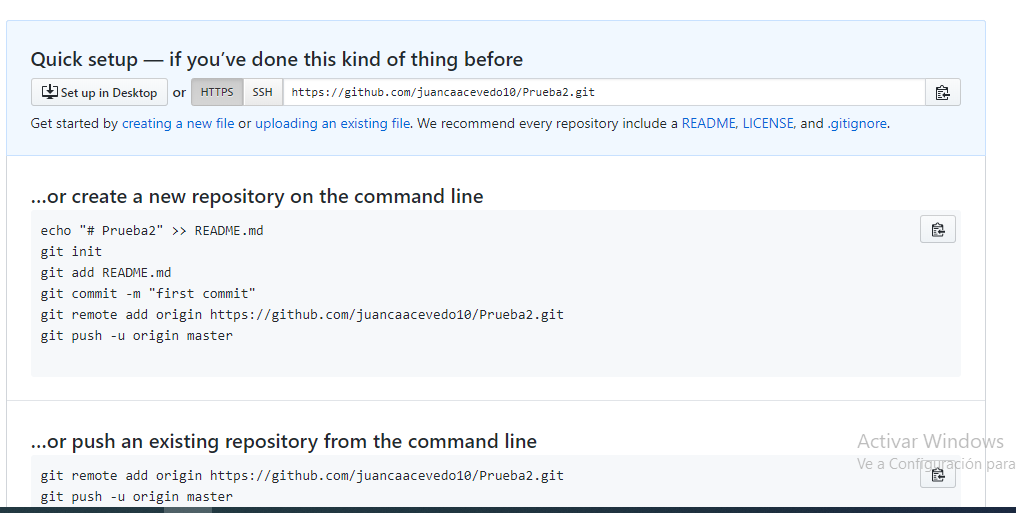 Quick setup — if you’ve done this kind of thing before
Set up in Desktop or HTTPS SSH https://github.com/juancaacevedo10/Prueba2.git
Get started by creating a new file or uploading an existing file. We recommend every repository include a README, LICENSE, and .gitignore.
…or create a new repository on the command line
echo "# Prueba2" >> README.md
git init
git add README.md
git commit -m "first commit"
git remote add origin https://github.com/juancaacevedo10/Prueba2.git
git push -u origin master
…or push an existing repository from the command line
Activar Windows
Ve a Configuración para
git remote add origin https://github.com/juancaacevedo10/Prueba2.git
git push -u origin master